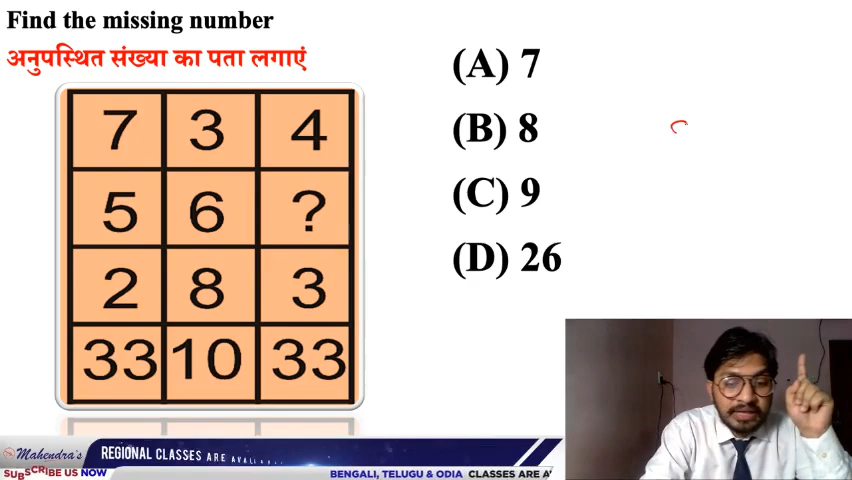 Find the missing number
अनुपस्थित संख्या का पता लगाएं
7 3 4
5 6 ?
2 8 3
33 10 33
(A) 7
(B) 8
(C) 9
(D) 26
Mahendra's
SUBSCRIBE US NOW
REGIONAL CLASSES ARE
BENGALI, TELUGU & ODIA CLASSES ARE